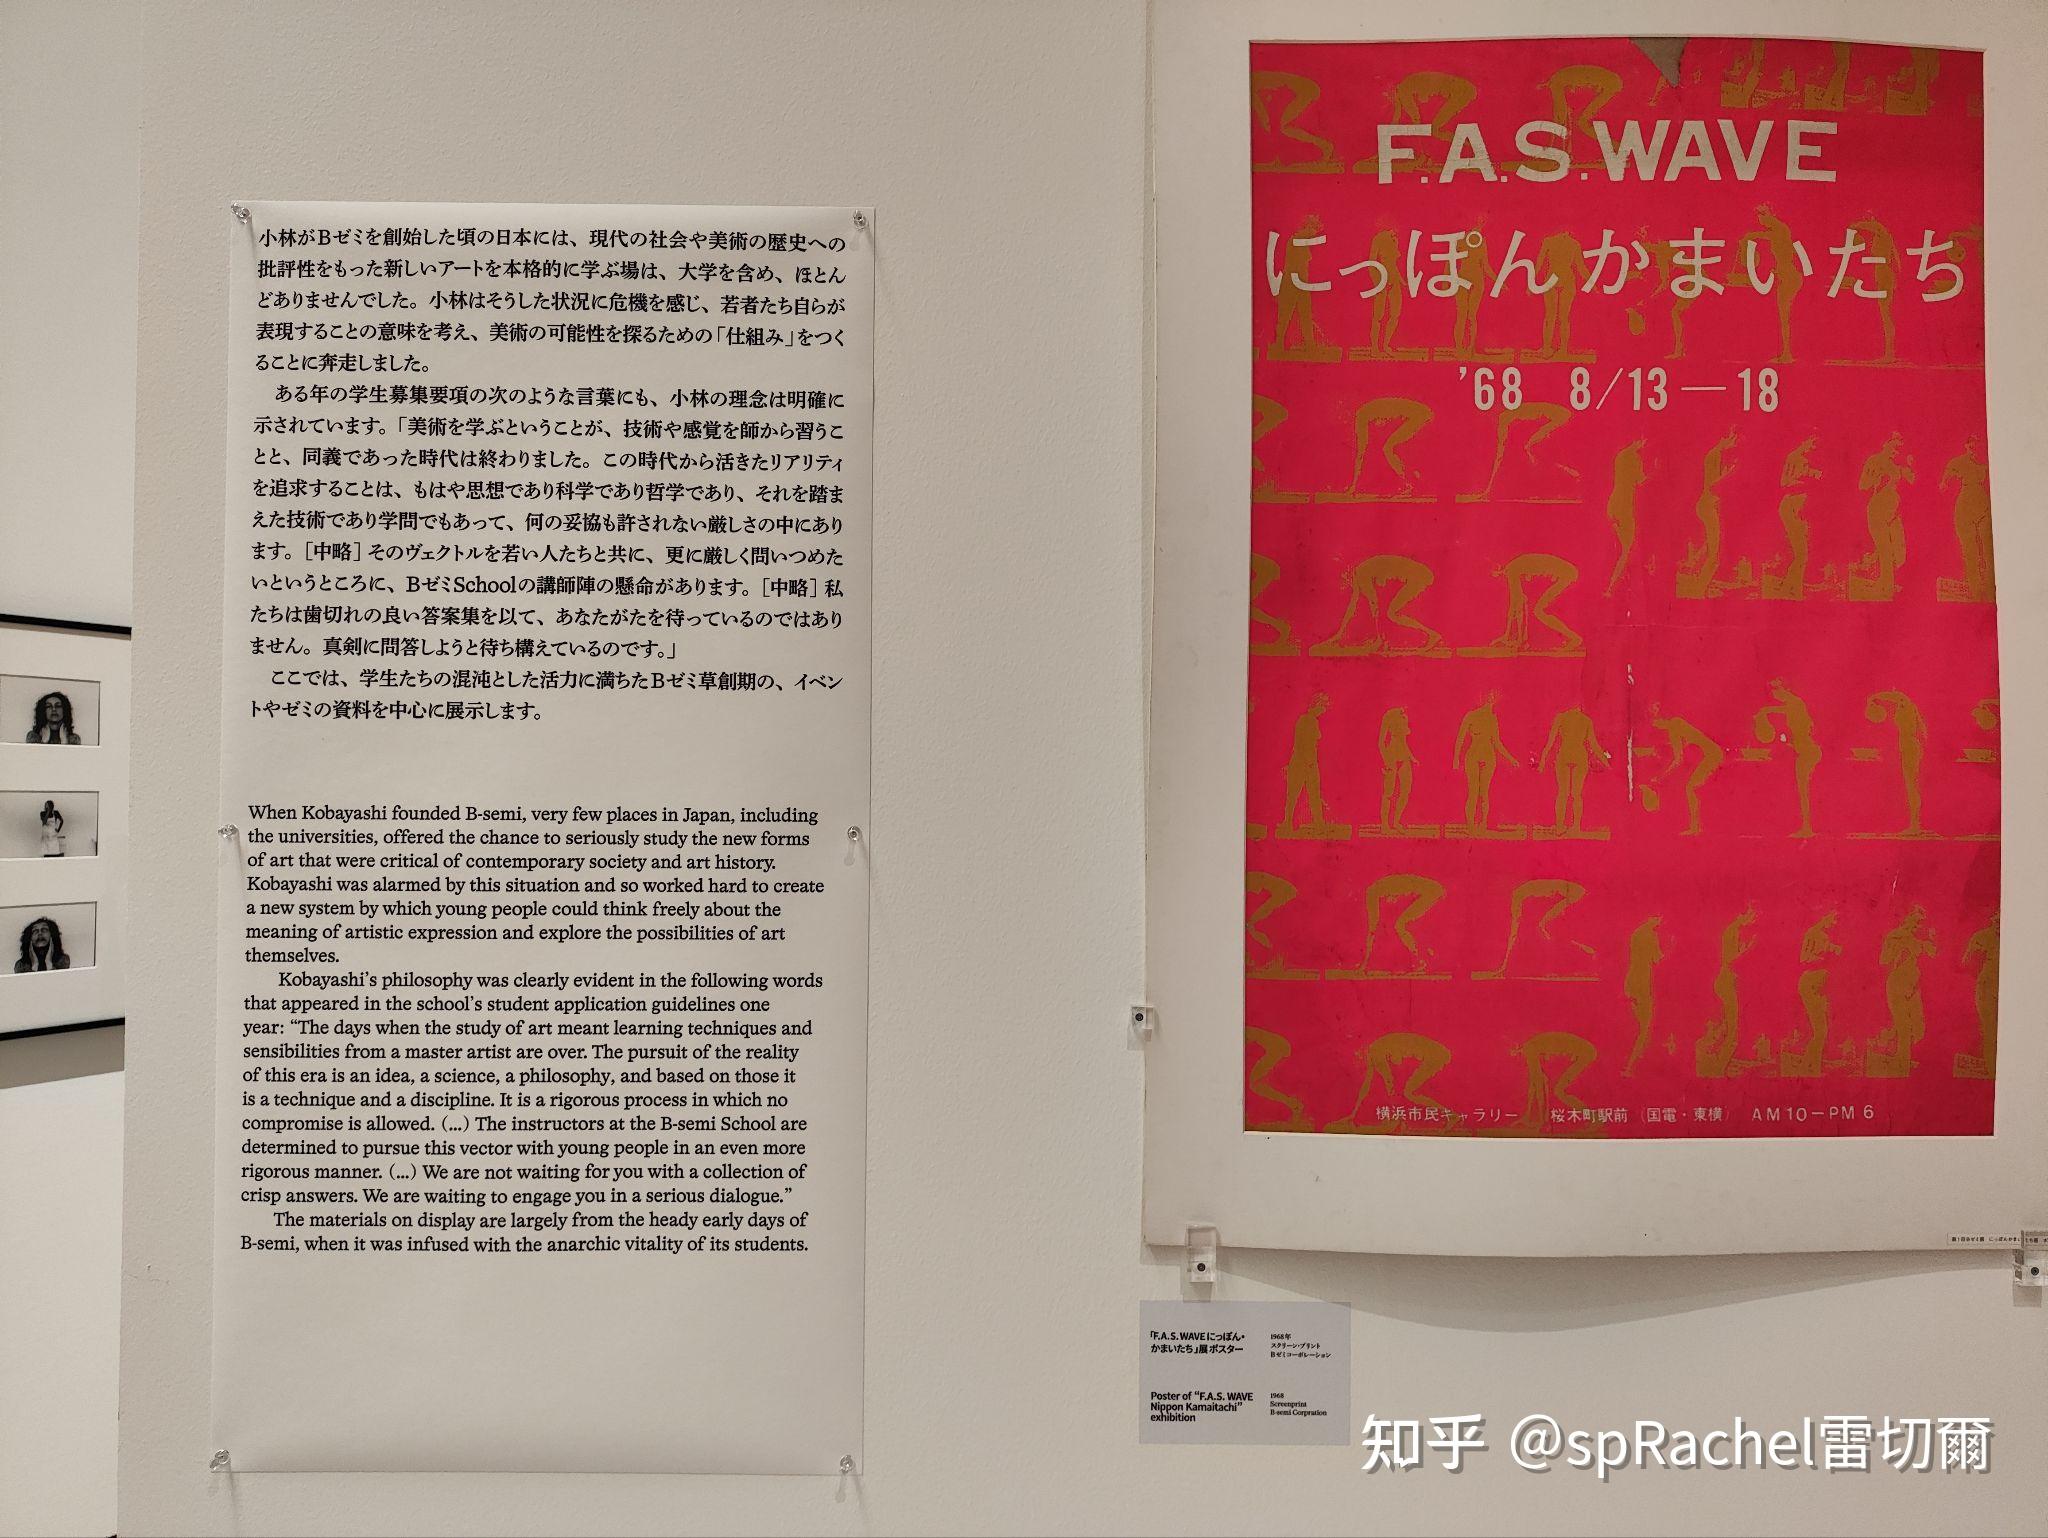 小林がBゼミを創始した頃の日本には、現代の社会や美術の歴史への
批評性をもった新しいアートを本格的に学ぶ場は、大学を含め、ほとん
どありませんでした。小林はそうした状況に危機を感じ、若者たち自らが
表現することの意味を考え、美術の可能性を探るための「仕組み」をつく
ることに奔走しました。
ある年の学生募集要項の次のような言葉にも、小林の理念は明確に
示されています。「美術を学ぶということが、技術や感覚を師から習うこ
とと、同義であった時代は終わりました。この時代から活きたリアリティ
を追求することは、もはや思想であり科学であり哲学であり、それを踏ま
えた技術であり学問でもあって、何の妥協も許されない厳しさの中にあり
ます。［中略］そのヴェクトルを若い人たちと共に、更に厳しく問いつめた
いというところに、BゼミSchoolの講師陣の懸命があります。［中略］私
たちは歯切れの良い答案集を以て、あなたがたを待っているのではあり
ません。真剣に問答しようと待ち構えているのです。」
ここでは、学生たちの混沌とした活力に満ちたBゼミ草創期の、イベン
トやゼミの資料を中心に展示します。
When Kobayashi founded B-semi, very few places in Japan, including
the universities, offered the chance to seriously study the new forms
of art that were critical of contemporary society and art history.
Kobayashi was alarmed by this situation and so worked hard to create
a new system by which young people could think freely about the
meaning of artistic expression and explore the possibilities of art
themselves.
Kobayashi’s philosophy was clearly evident in the following words
that appeared in the school’s student application guidelines one
year: “The days when the study of art meant learning techniques and
sensibilities from a master artist are over. The pursuit of the reality
of this era is an idea, a science, a philosophy, and based on those it
is a technique and a discipline. It is a rigorous process in which no
compromise is allowed. (...) The instructors at the B-semi School are
determined to pursue this vector with young people in an even more
rigorous manner. (...) We are not waiting for you with a collection of
crisp answers. We are waiting to engage you in a serious dialogue.”
The materials on display are largely from the heady early days of
B-semi, when it was infused with the anarchic vitality of its students.
F.A.S.WAVE
にっぽんかまいたち
’68 8/13—18
横浜市民ギャラリー 桜木町駅前（国電・東横） AM10−PM6
「F.A.S. WAVE にっぽん・
かまいたち」展 ポスター
1968年
スクリーン・プリント
Bゼミコーポレーション
Poster of “F.A.S. WAVE
Nippon Kamaitachi”
exhibition
1968
Screenprint
B-semi Corpration
知乎 @spRachel雷切爾